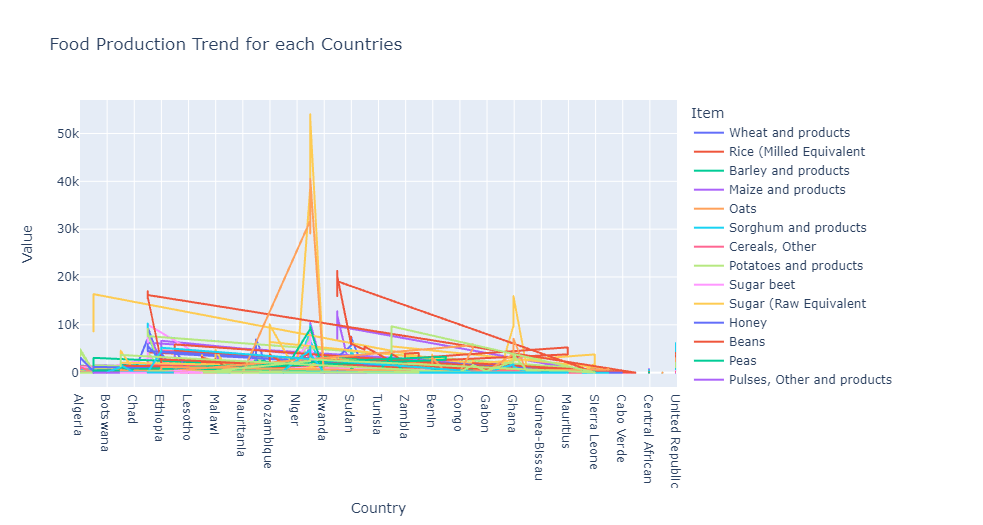 Food Production Trend for each Countries
Item
Wheat and products
Rice (Milled Equivalent
Barley and products
Maize and products
Oats
Sorghum and products
Cereals, Other
Potatoes and products
Sugar beet
Sugar (Raw Equivalent
Honey
Beans
Peas
Pulses, Other and products
Value
50k
40k
30k
20k
10k
0
Algeria
Botswana
Chad
Ethiopia
Lesotho
Malawi
Mauritania
Mozambique
Niger
Rwanda
Sudan
Tunisia
Zambia
Benin
Congo
Gabon
Ghana
Guinea-Bissau
Mauritius
Sierra Leone
Cabo Verde
Central African
United Republic
Country